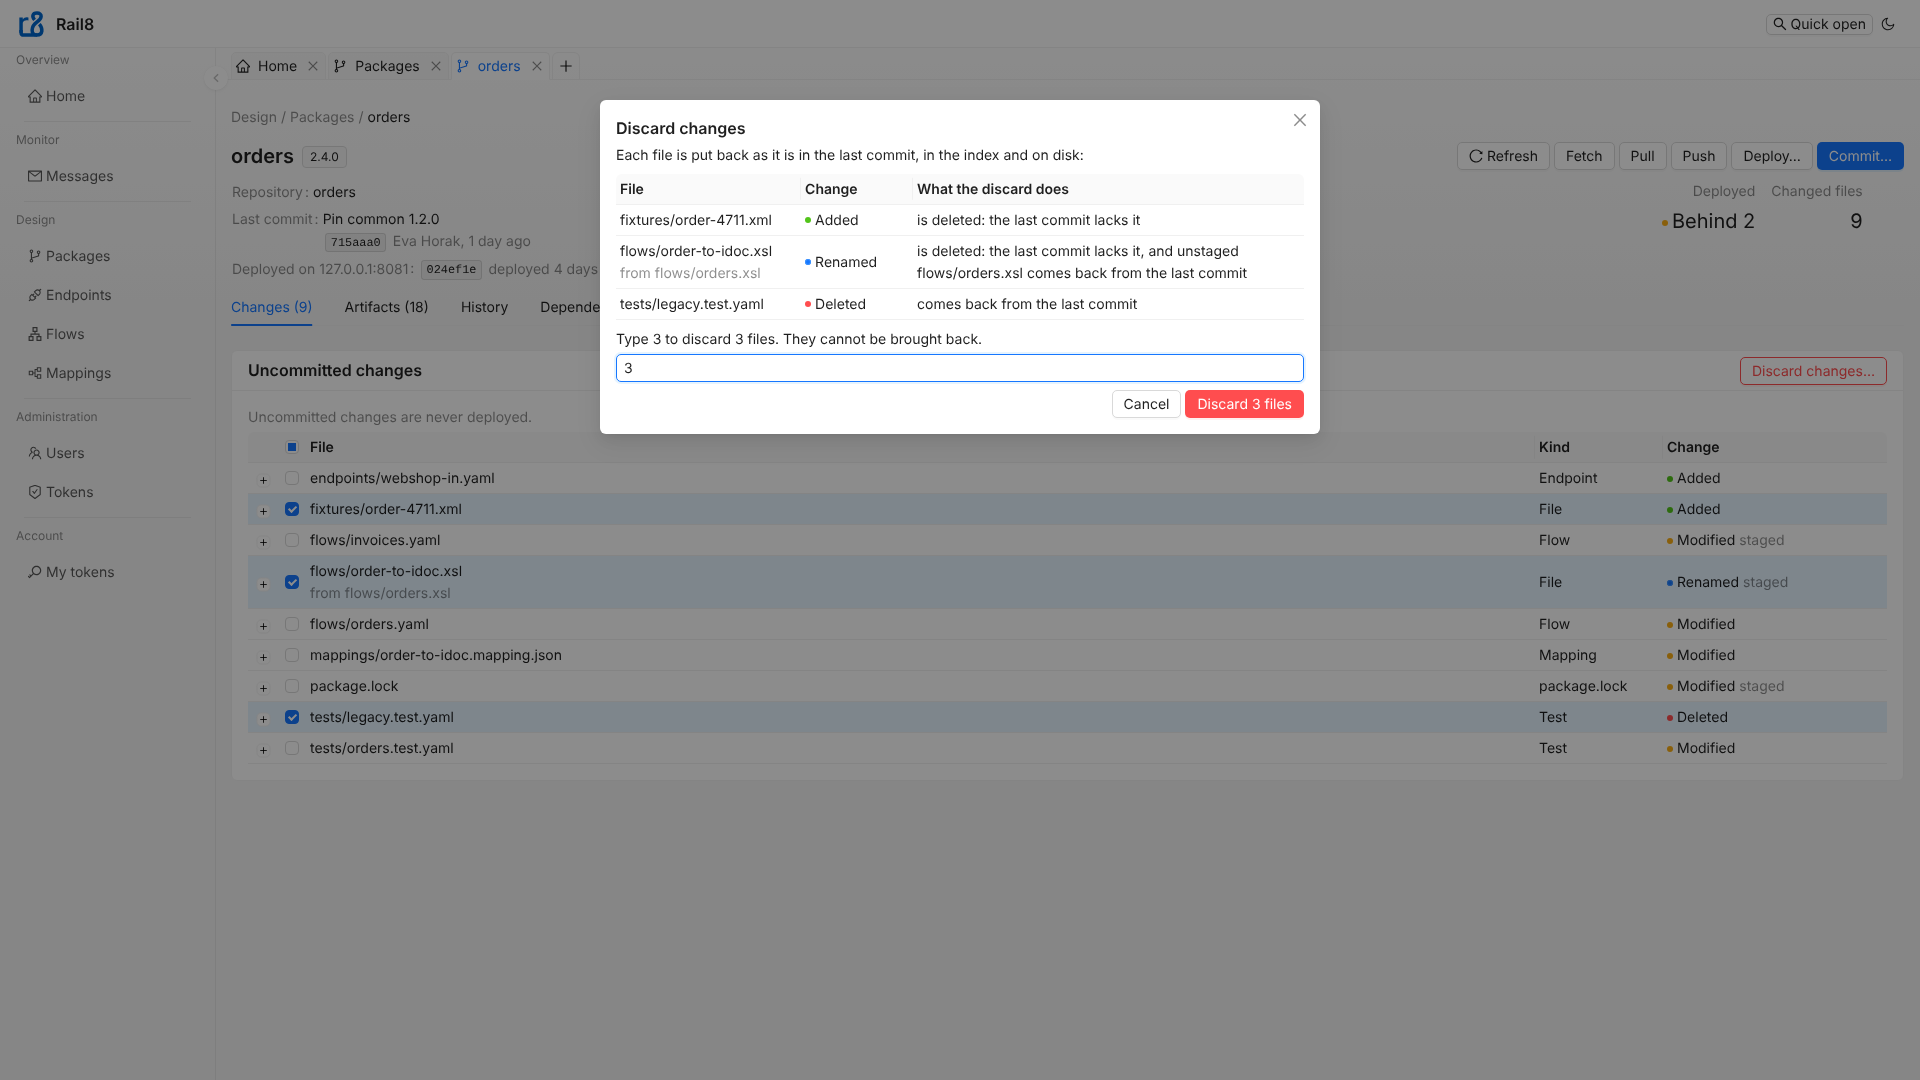 Rail8
Quick open
Overview
Home
Monitor
Messages
Design
Packages
Endpoints
Flows
Mappings
Administration
Users
Tokens
Account
My tokens
Home
Packages
orders
Design / Packages / orders
orders 2.4.0
Refresh
Fetch
Pull
Push
Deploy...
Commit...
Repository: orders
Last commit: Pin common 1.2.0
715aaa0 Eva Horak, 1 day ago
Deployed on 127.0.0.1:8081: 024ef1e deployed 4 days
Deployed
Behind 2
Changed files
9
Changes (9)
Artifacts (18)
History
Depende
Uncommitted changes
Discard changes...
Uncommitted changes are never deployed.
File Kind Change
endpoints/webshop-in.yaml Endpoint Added
fixtures/order-4711.xml File Added
flows/invoices.yaml Flow Modified staged
flows/order-to-idoc.xsl File Renamed staged
from flows/orders.xsl
flows/orders.yaml Flow Modified
mappings/order-to-idoc.mapping.json Mapping Modified
package.lock package.lock Modified staged
tests/legacy.test.yaml Test Deleted
tests/orders.test.yaml Test Modified
Discard changes
Each file is put back as it is in the last commit, in the index and on disk:
File Change What the discard does
fixtures/order-4711.xml Added is deleted: the last commit lacks it
flows/order-to-idoc.xsl Renamed is deleted: the last commit lacks it, and unstaged
from flows/orders.xsl flows/orders.xsl comes back from the last commit
tests/legacy.test.yaml Deleted comes back from the last commit
Type 3 to discard 3 files. They cannot be brought back.
3
Cancel
Discard 3 files